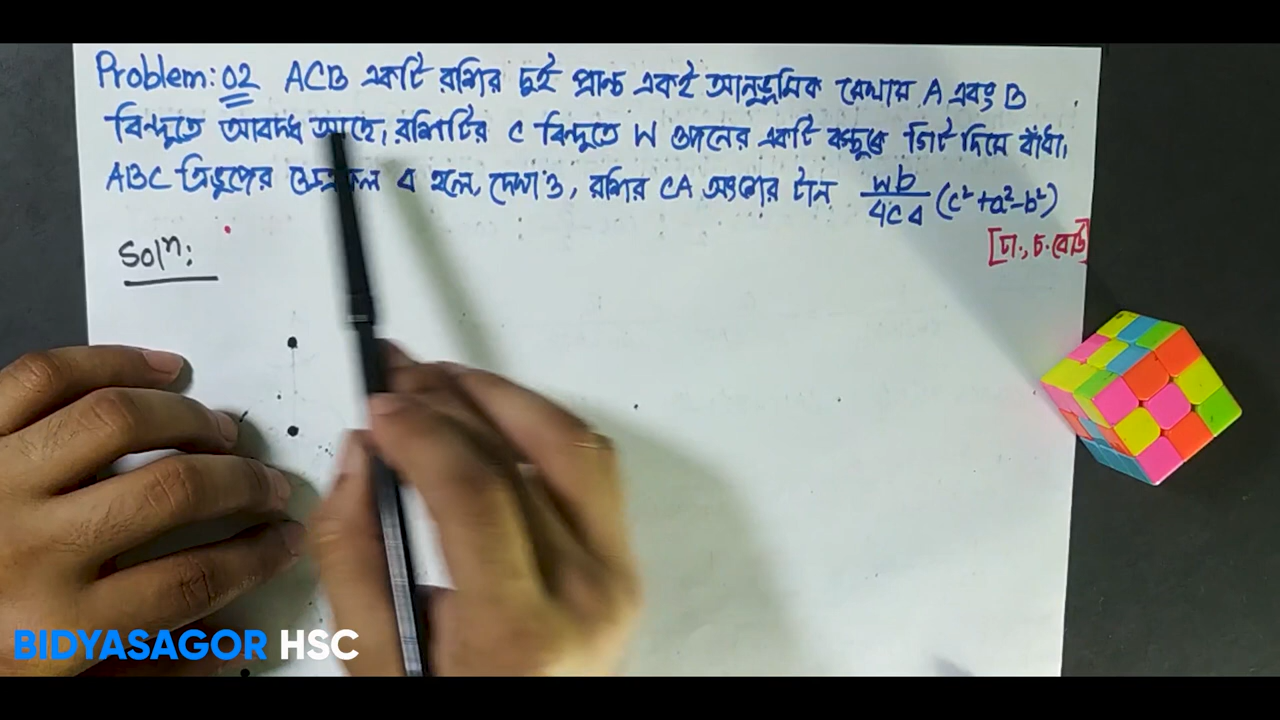 Problem: 02 ACB একটি রশির দুই প্রান্ত একই আনুভূমিক রেখায় A এবং B
বিন্দুতে আবদ্ধ আছে, রশিটির C বিন্দুতে W ওজনের একটি বস্তুকে গিট দিয়ে বাঁধা,
ABC ত্রিভুজের ক্ষেত্রফল ∆ হলে, দেখাও, রশির CA অংশের টান Wb/4c∆ (c²+a²-b²)
[ঢা., চ. বোর্ড]
Solⁿ:
BIDYASAGOR HSC